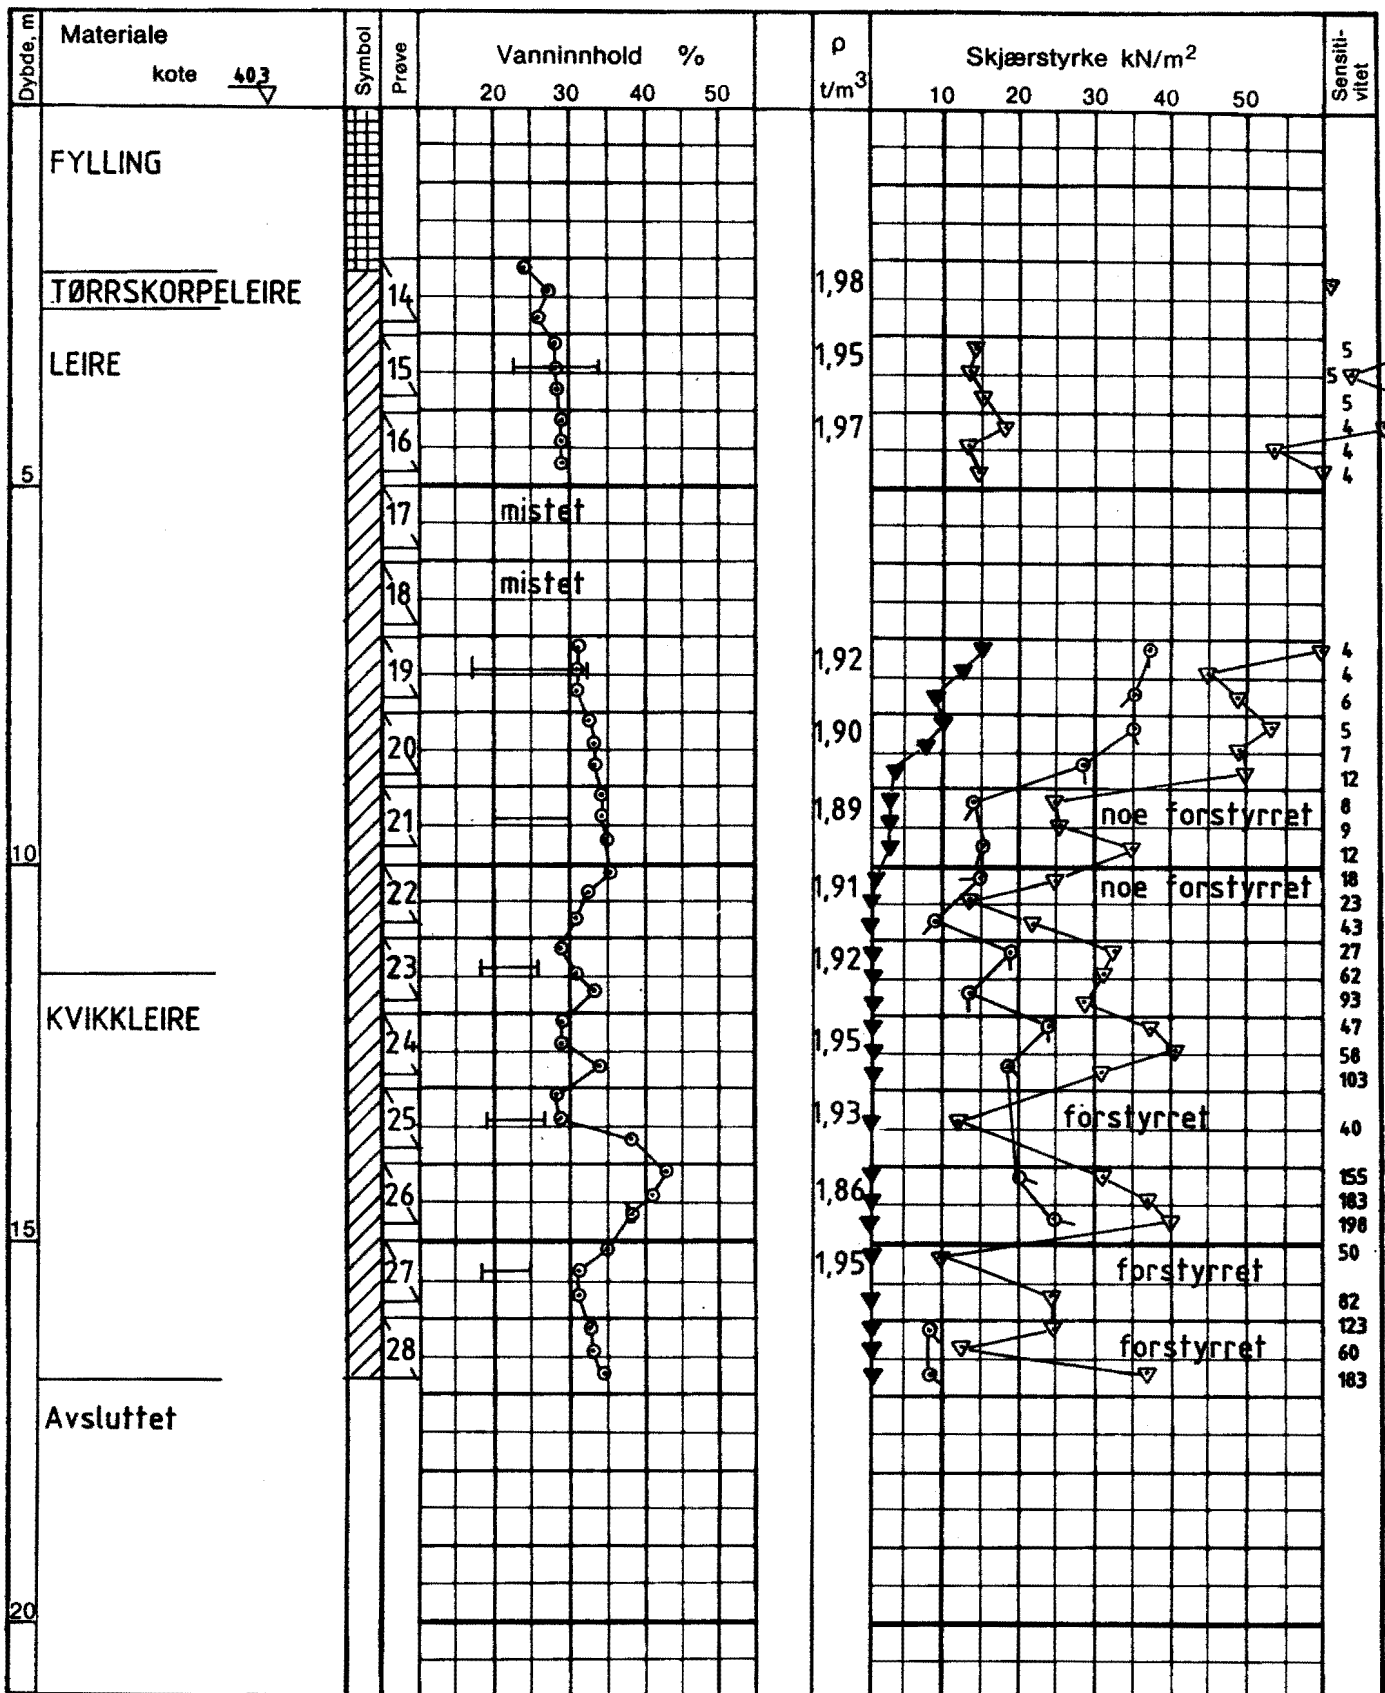 Dybde, m
Materiale
kote 40.3
Symbol
Prøve
Vanninnhold %
20 30 40 50
ρ
t/m³
Skjærstyrke kN/m²
10 20 30 40 50
Sensiti-
vitet
FYLLING
TØRRSKORPELEIRE
14 1,98
LEIRE
15 1,95 5
5
5
16 1,97 4
4
5 4
17 mistet
18 mistet
19 1,92 4
4
6
20 1,90 5
7
12
21 1,89 noe forstyrret 8
9
10 12
22 1,91 noe forstyrret 18
23
43
23 1,92 27
62
93
KVIKKLEIRE
24 1,95 47
58
103
25 1,93 forstyrret 40
26 1,86 155
183
15 198
27 1,95 forstyrret 50
82
28 forstyrret 123
60
183
Avsluttet
20